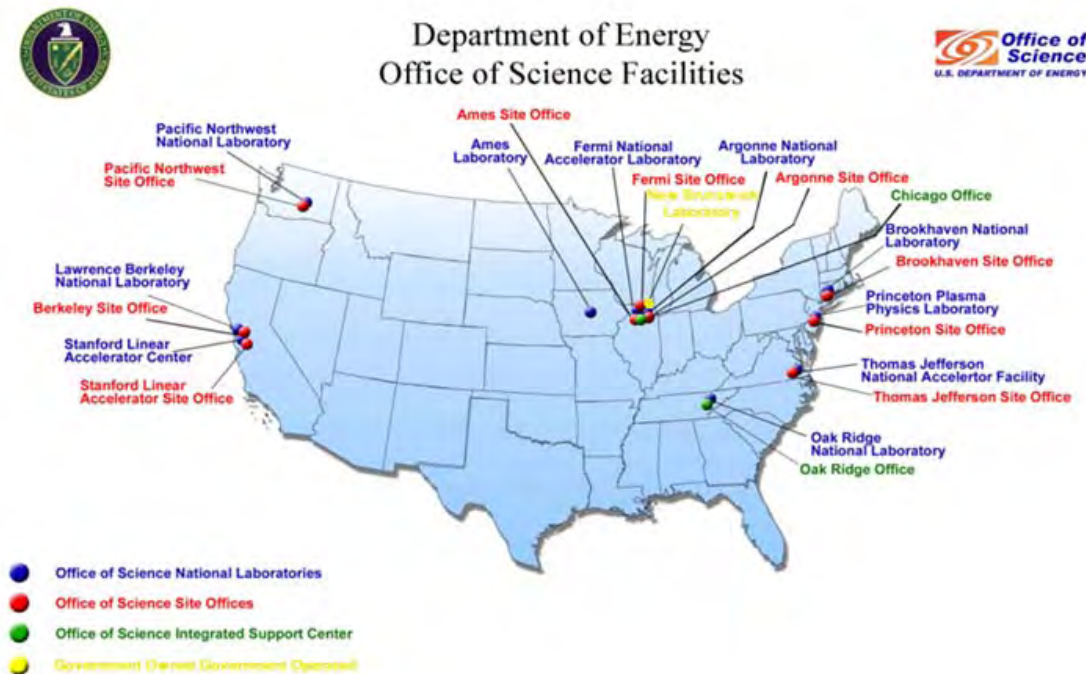 Department of Energy
Office of Science Facilities
Office of
Science
U.S. DEPARTMENT OF ENERGY
Ames Site Office
Pacific Northwest
National Laboratory
Pacific Northwest
Site Office
Ames
Laboratory
Fermi National
Accelerator Laboratory
Argonne National
Laboratory
Fermi Site Office
Argonne Site Office
New Brunswick
Laboratory
Chicago Office
Brookhaven National
Laboratory
Brookhaven Site Office
Lawrence Berkeley
National Laboratory
Berkeley Site Office
Princeton Plasma
Physics Laboratory
Princeton Site Office
Stanford Linear
Accelerator Center
Stanford Linear
Accelerator Site Office
Thomas Jefferson
National Accelertor Facility
Thomas Jefferson Site Office
Oak Ridge
National Laboratory
Oak Ridge Office
Office of Science National Laboratories
Office of Science Site Offices
Office of Science Integrated Support Center
Government Owned Government Operated